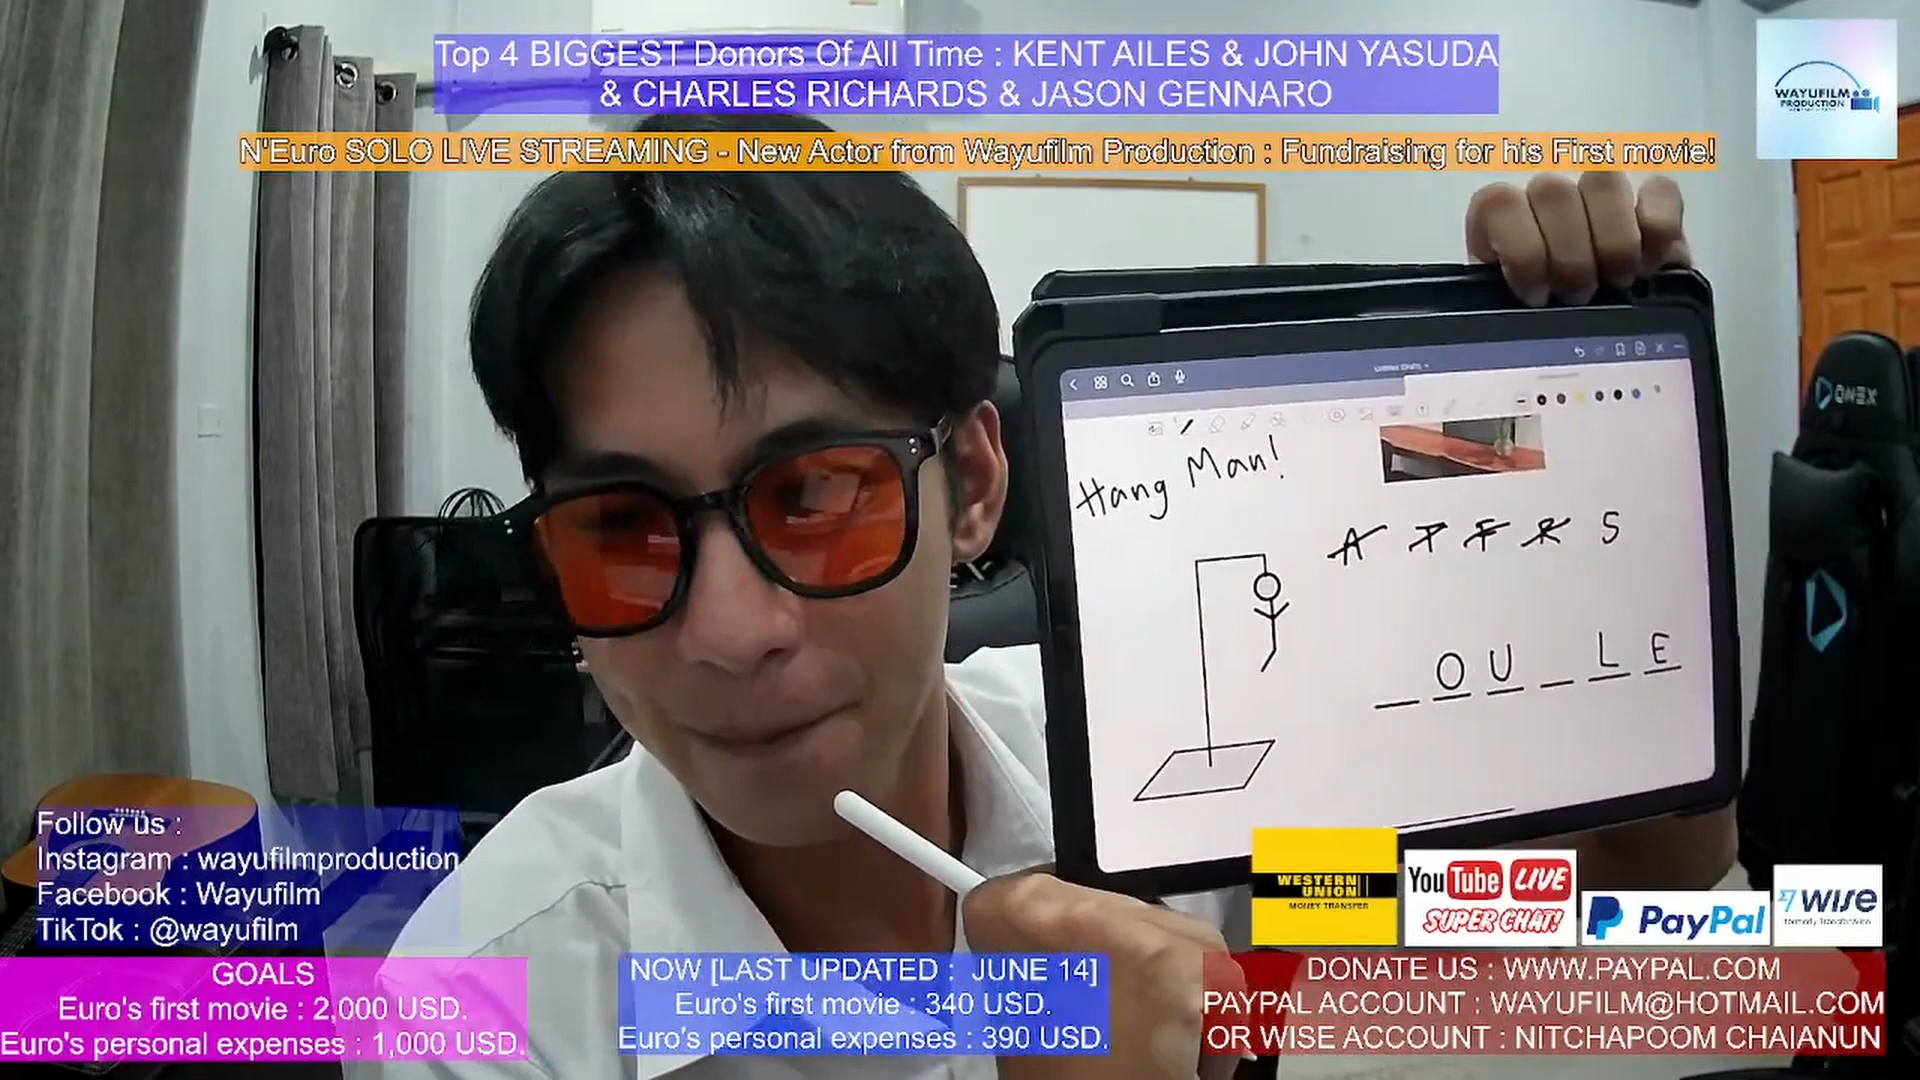 Top 4 BIGGEST Donors Of All Time : KENT AILES & JOHN YASUDA
& CHARLES RICHARDS & JASON GENNARO
WAYUFILM
PRODUCTION
N'Euro SOLO LIVE STREAMING - New Actor from Wayufilm Production : Fundraising for his First movie!
ONEX
Hang Man!
A T F R S
_ O U _ L E
Follow us :
Instagram : wayufilmproduction
Facebook : Wayufilm
TikTok : @wayufilm
WESTERN
UNION
MONEY TRANSFER
YouTube LIVE
SUPER CHAT!
PayPal
WISE
formerly TransferWise
GOALS
Euro's first movie : 2,000 USD.
Euro's personal expenses : 1,000 USD.
NOW [LAST UPDATED : JUNE 14]
Euro's first movie : 340 USD.
Euro's personal expenses : 390 USD.
DONATE US : WWW.PAYPAL.COM
PAYPAL ACCOUNT : WAYUFILM@HOTMAIL.COM
OR WISE ACCOUNT : NITCHAPOOM CHAIANUN